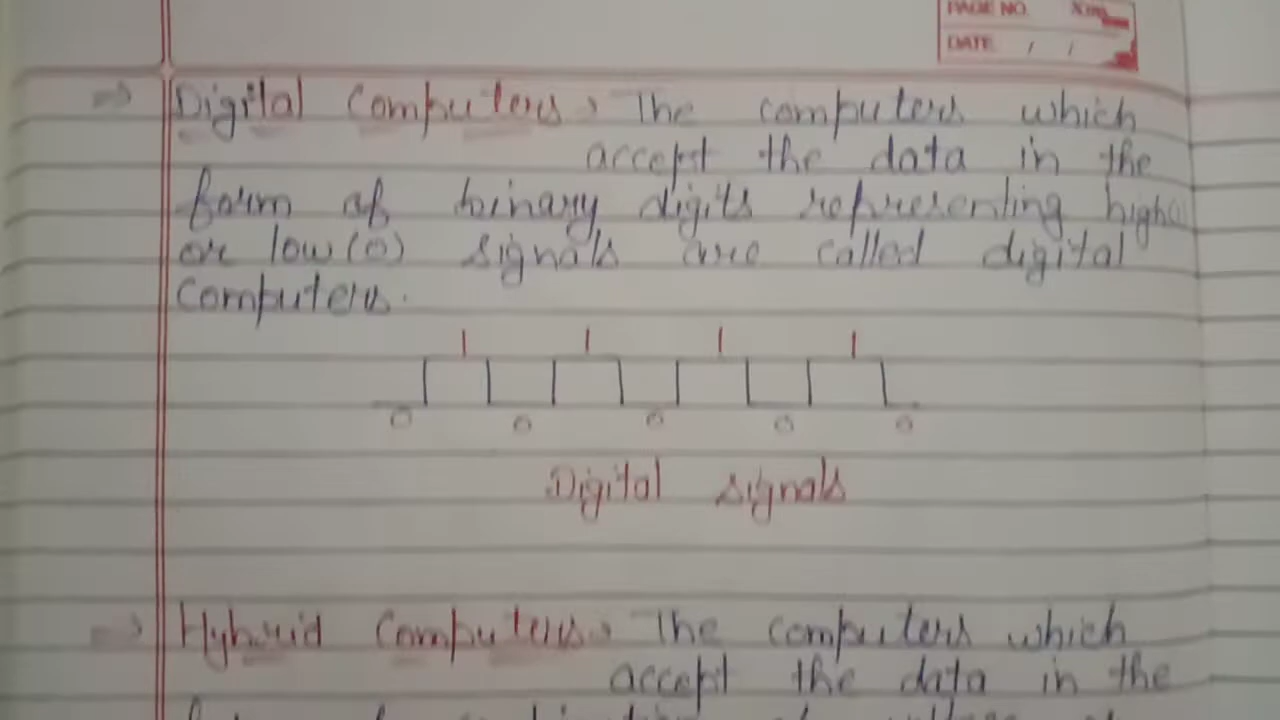 PAGE NO.
DATE / /
⇒ Digital Computers :- The computers which
accept the data in the
form of binary digits representing high
or low(0) signals are called digital
computers.
1 1 1 1
0 0 0 0 0
Digital signals
⇒ Hybrid Computers :- The computers which
accept the data in the